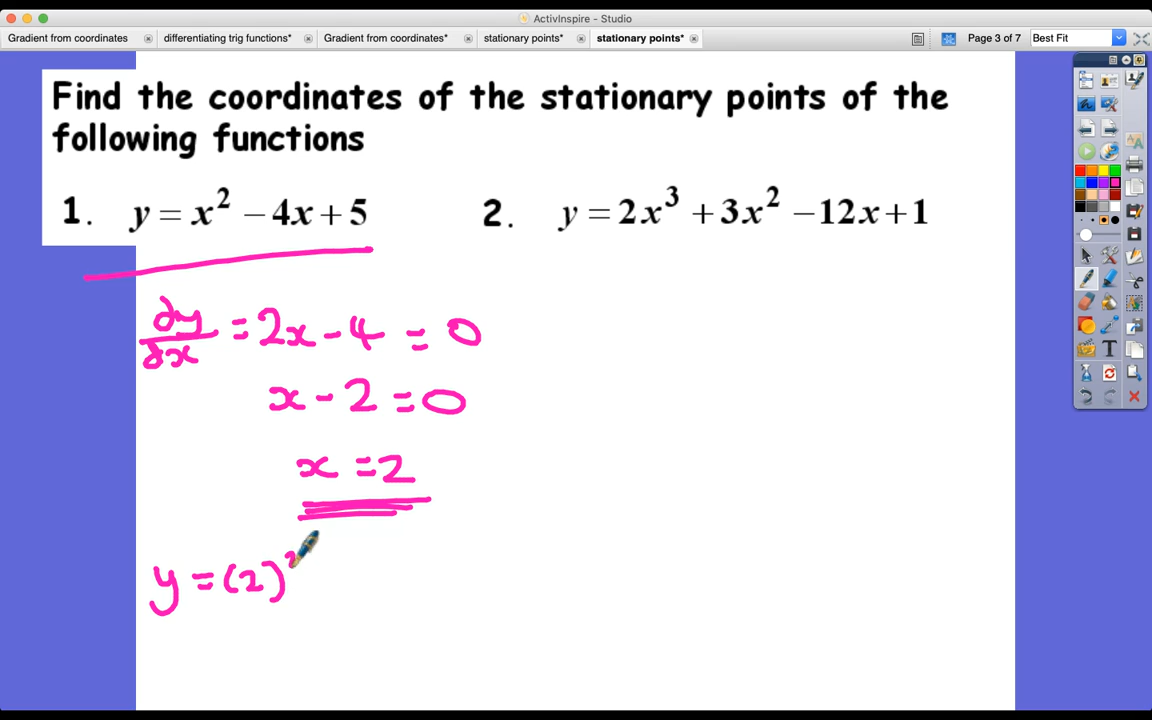 ActivInspire - Studio
Gradient from coordinates
differentiating trig functions*
Gradient from coordinates*
stationary points*
stationary points*
Page 3 of 7
Best Fit
Find the coordinates of the stationary points of the
following functions
1. y = x² − 4x + 5
2. y = 2x³ + 3x² − 12x + 1
dy/dx = 2x − 4 = 0
x − 2 = 0
x = 2
y = (2)²
T